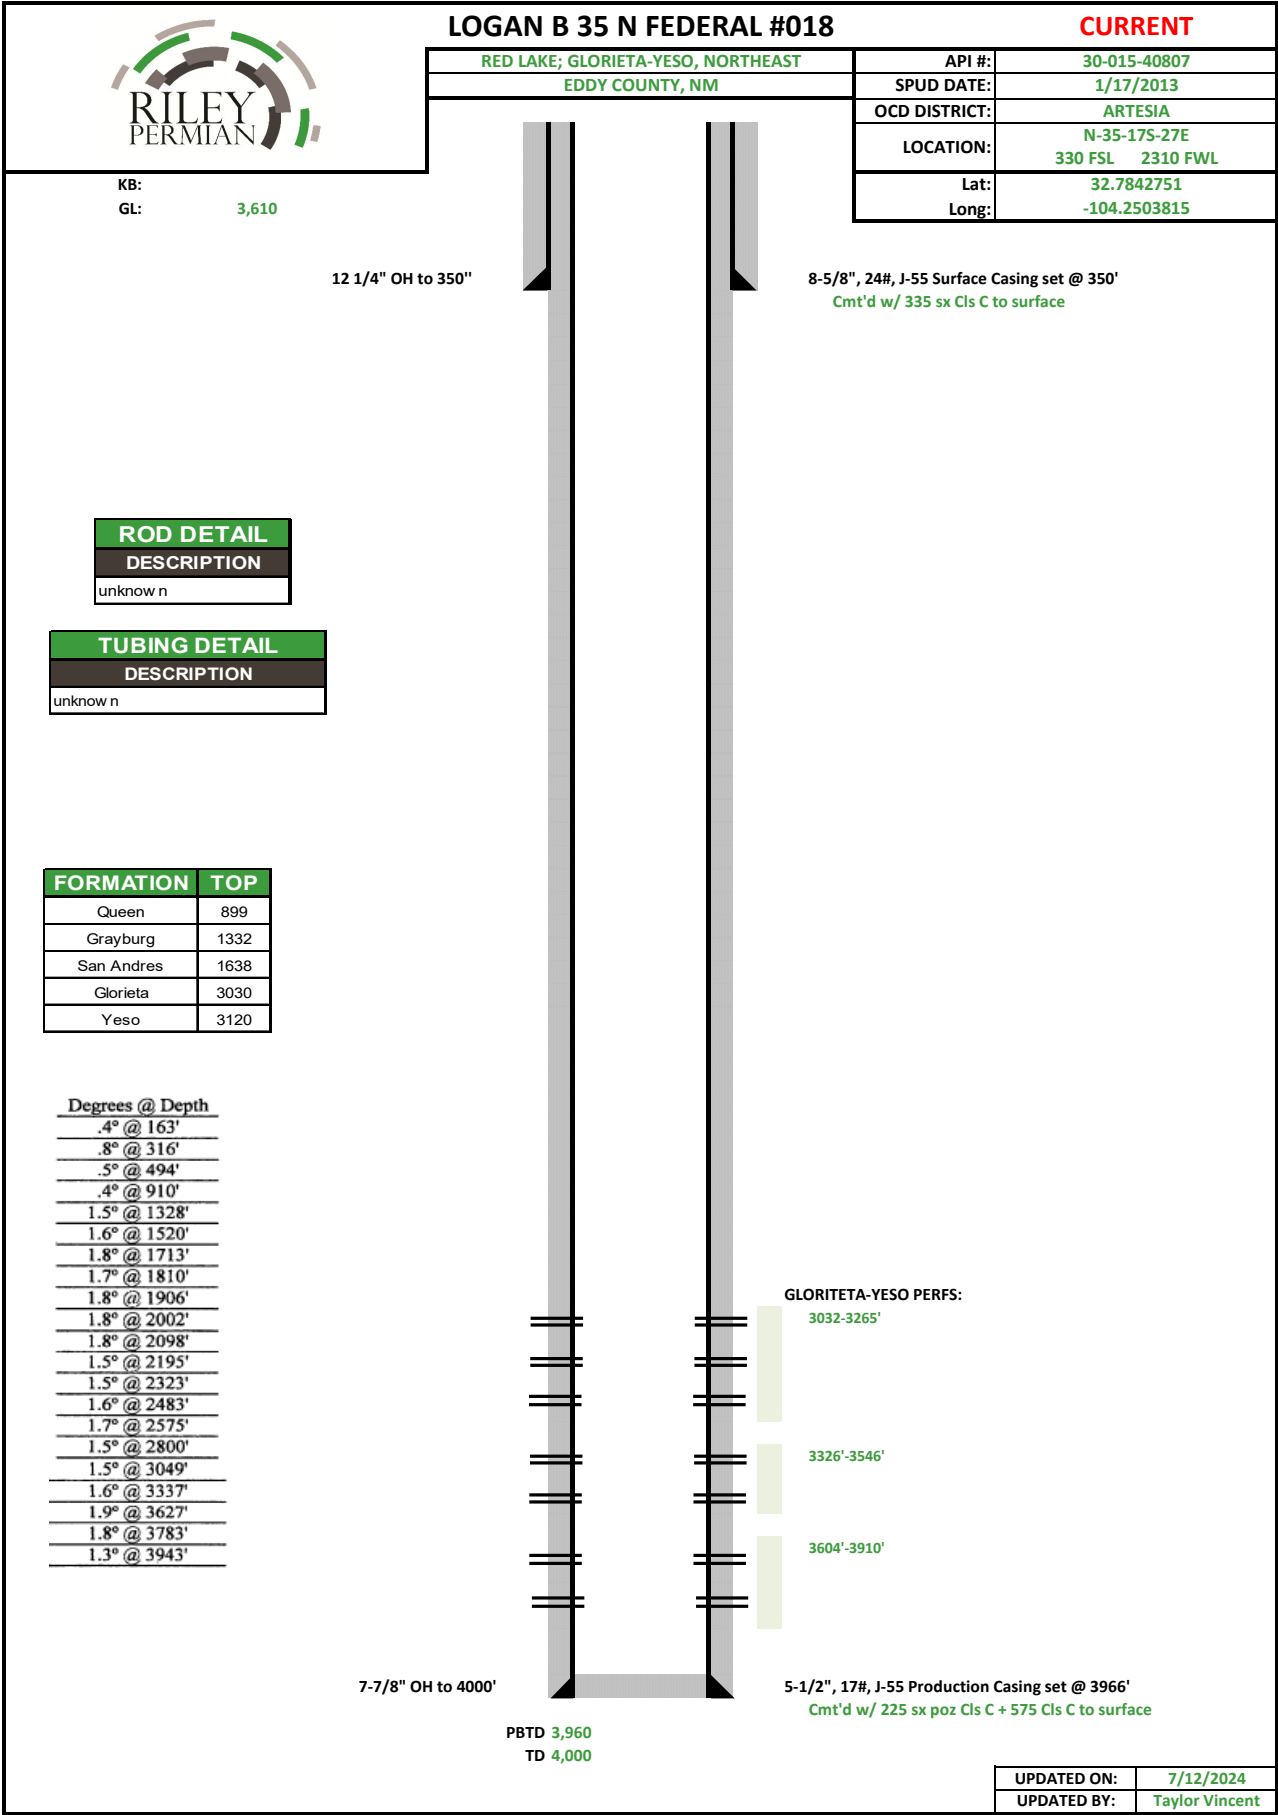 RILEY
PERMIAN
LOGAN B 35 N FEDERAL #018
CURRENT
RED LAKE; GLORIETA-YESO, NORTHEAST
EDDY COUNTY, NM
API #: 30-015-40807
SPUD DATE: 1/17/2013
OCD DISTRICT: ARTESIA
LOCATION: N-35-17S-27E
330 FSL 2310 FWL
Lat: 32.7842751
Long: -104.2503815
KB:
GL: 3,610
12 1/4" OH to 350''
8-5/8", 24#, J-55 Surface Casing set @ 350'
Cmt'd w/ 335 sx Cls C to surface
ROD DETAIL
DESCRIPTION
unknown
TUBING DETAIL
DESCRIPTION
unknown
FORMATION TOP
Queen 899
Grayburg 1332
San Andres 1638
Glorieta 3030
Yeso 3120
Degrees @ Depth
.4° @ 163'
.8° @ 316'
.5° @ 494'
.4° @ 910'
1.5° @ 1328'
1.6° @ 1520'
1.8° @ 1713'
1.7° @ 1810'
1.8° @ 1906'
1.8° @ 2002'
1.8° @ 2098'
1.5° @ 2195'
1.5° @ 2323'
1.6° @ 2483'
1.7° @ 2575'
1.5° @ 2800'
1.5° @ 3049'
1.6° @ 3337'
1.9° @ 3627'
1.8° @ 3783'
1.3° @ 3943'
GLORITETA-YESO PERFS:
3032-3265'
3326'-3546'
3604'-3910'
7-7/8" OH to 4000'
5-1/2", 17#, J-55 Production Casing set @ 3966'
Cmt'd w/ 225 sx poz Cls C + 575 Cls C to surface
PBTD 3,960
TD 4,000
UPDATED ON: 7/12/2024
UPDATED BY: Taylor Vincent